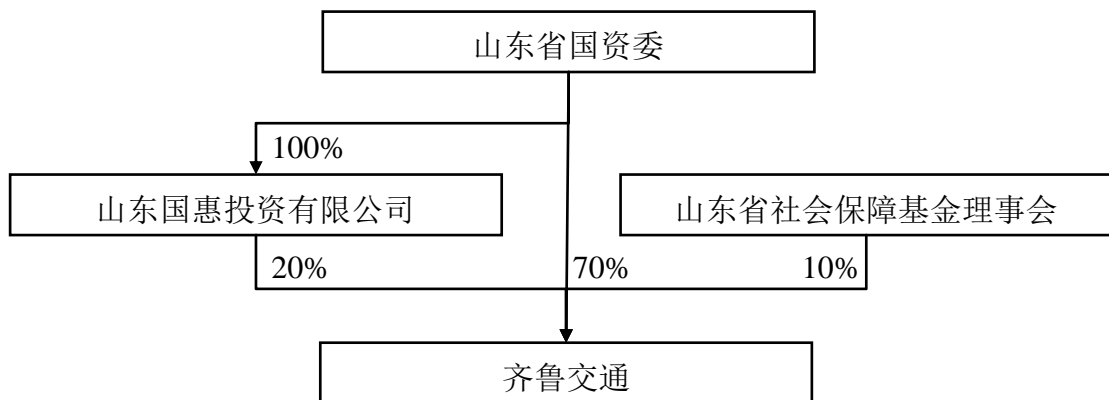 山东省国资委
100%
山东国惠投资有限公司
山东省社会保障基金理事会
20%
70%
10%
齐鲁交通